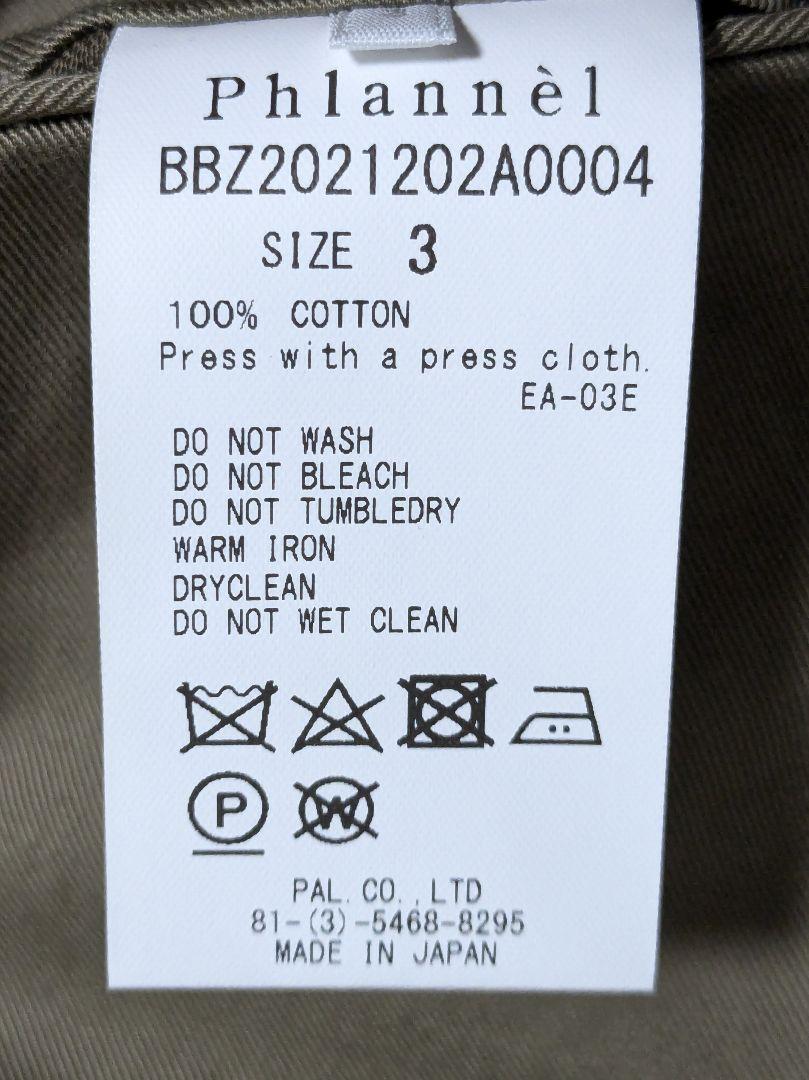 Phlannèl
BBZ2021202A0004
SIZE 3
100% COTTON
Press with a press cloth.
EA-03E
DO NOT WASH
DO NOT BLEACH
DO NOT TUMBLEDRY
WARM IRON
DRYCLEAN
DO NOT WET CLEAN
P W
PAL. CO.,LTD
81-(3)-5468-8295
MADE IN JAPAN